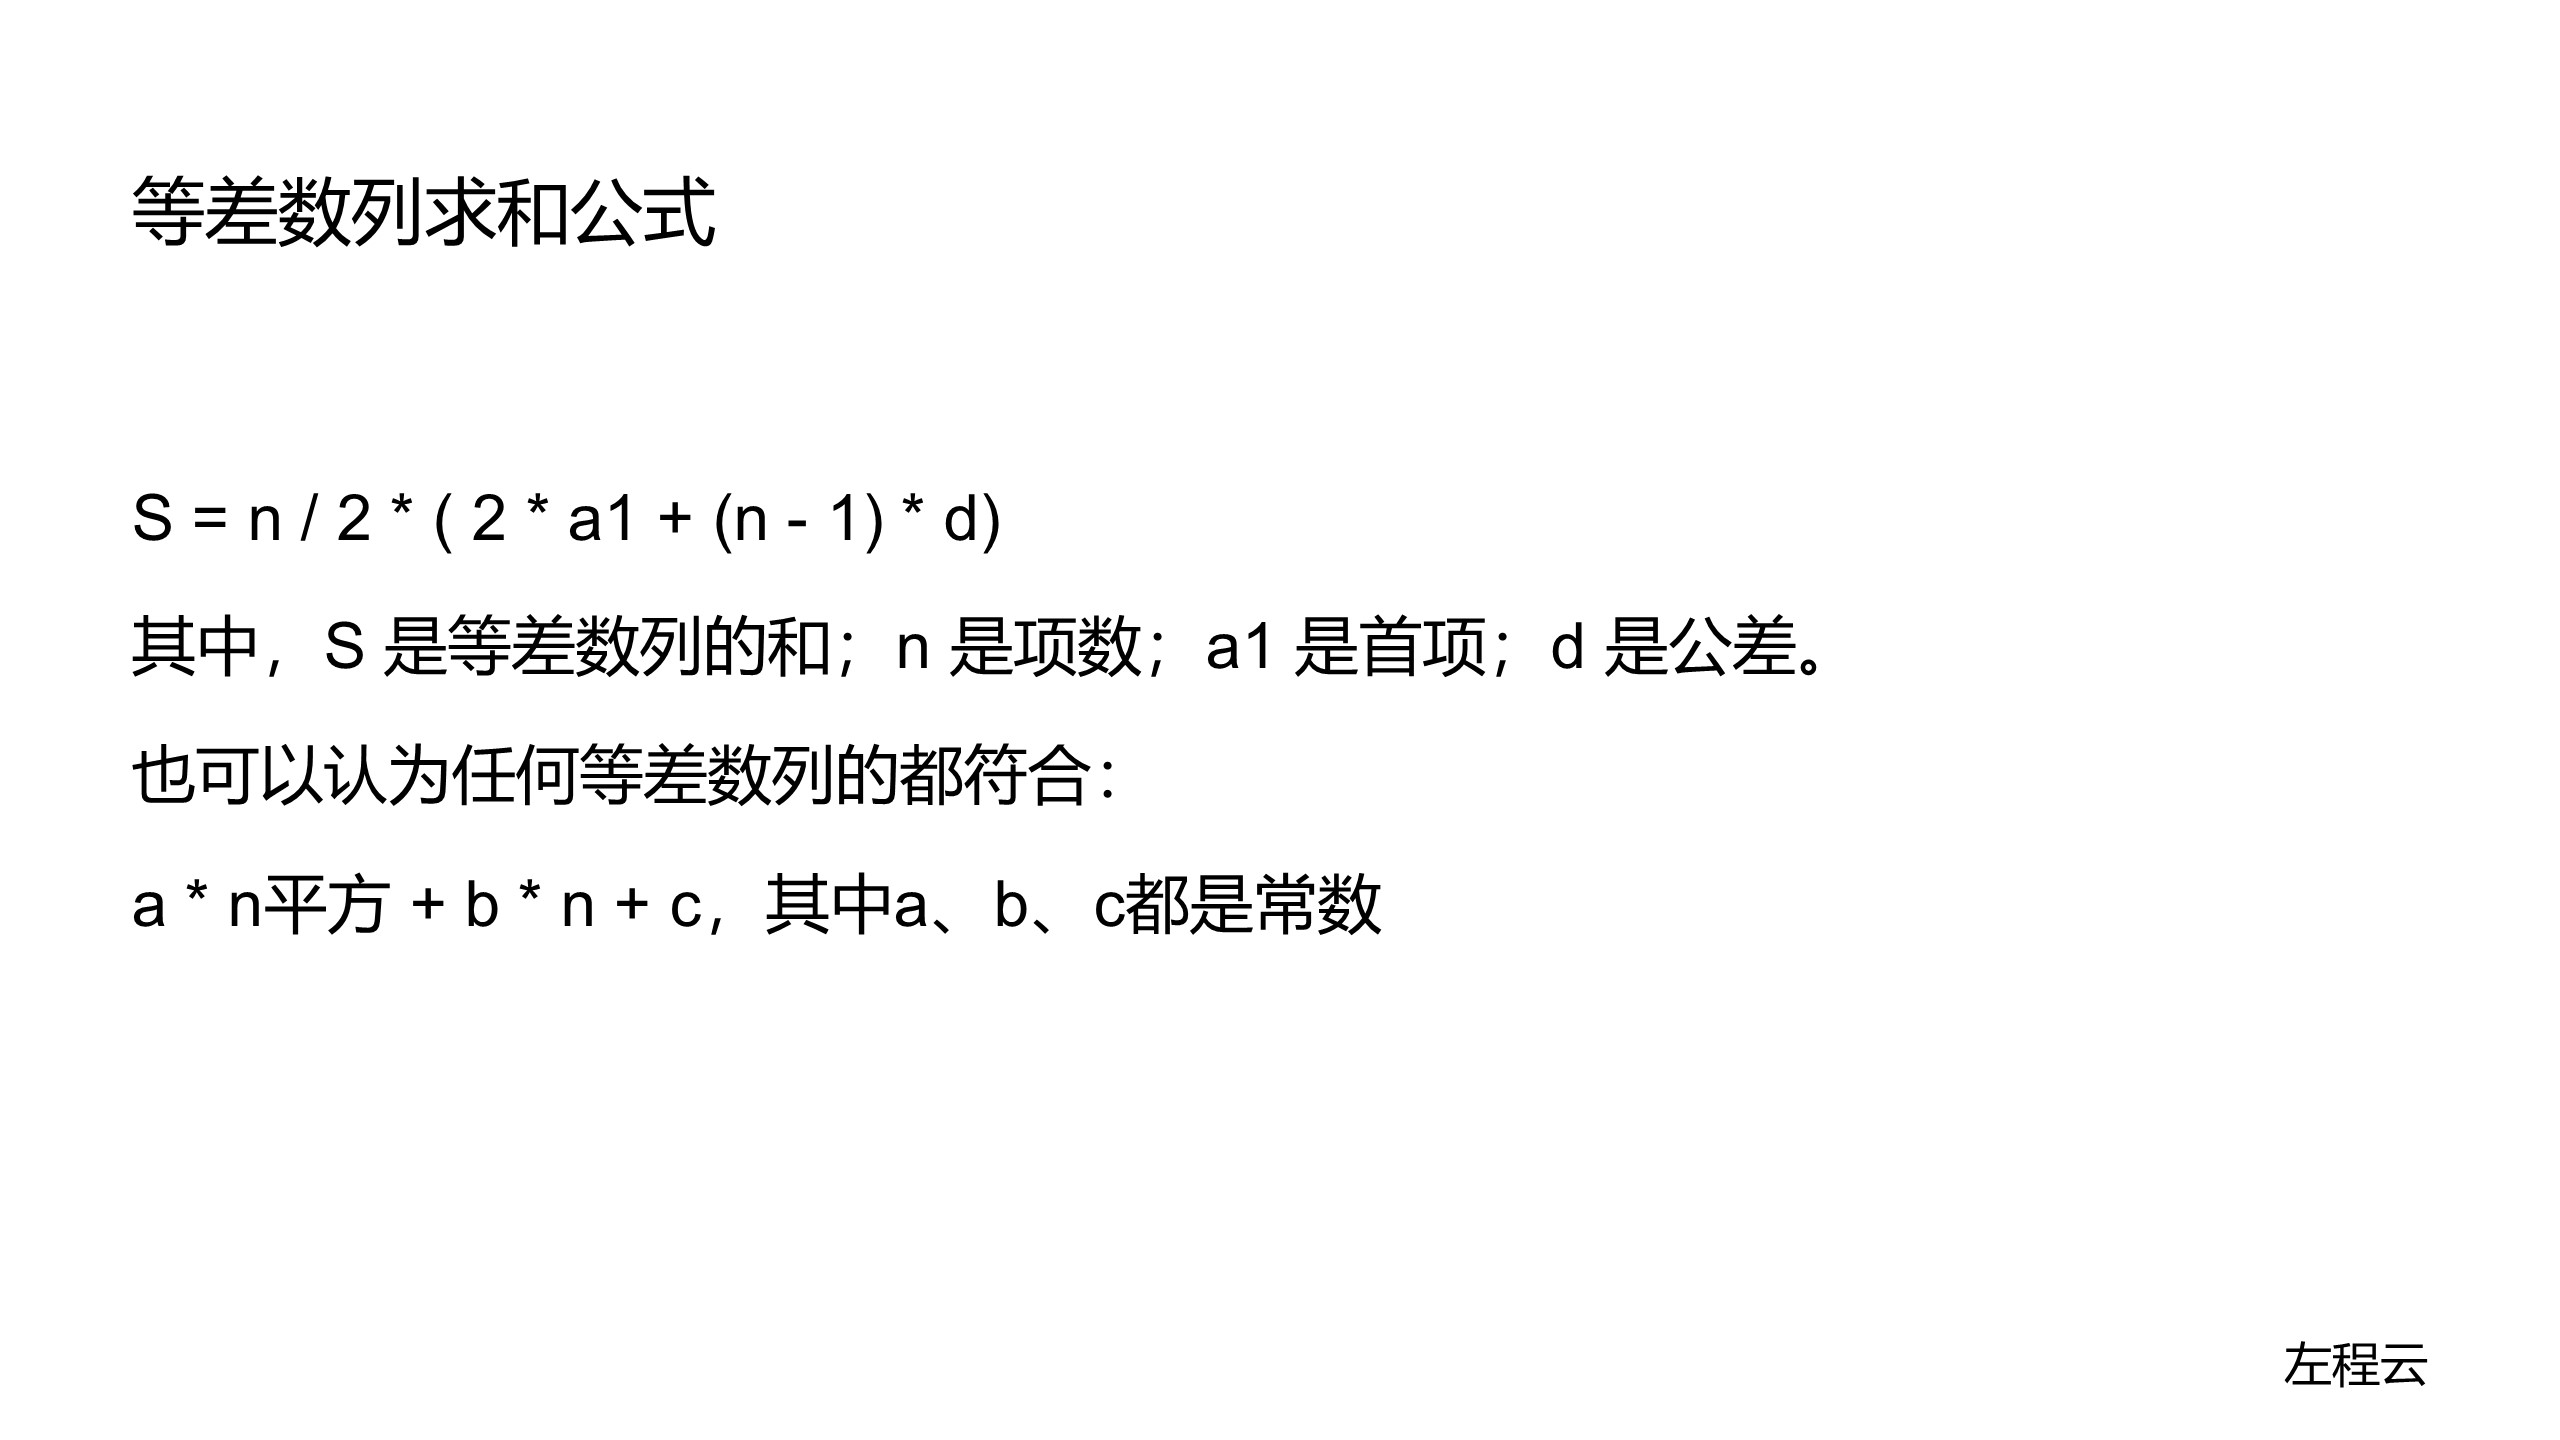 等差数列求和公式
S = n / 2 * ( 2 * a1 + (n - 1) * d)
其中，S 是等差数列的和；n 是项数；a1 是首项；d 是公差。
也可以认为任何等差数列的都符合：
a * n平方 + b * n + c，其中a、b、c都是常数
左程云